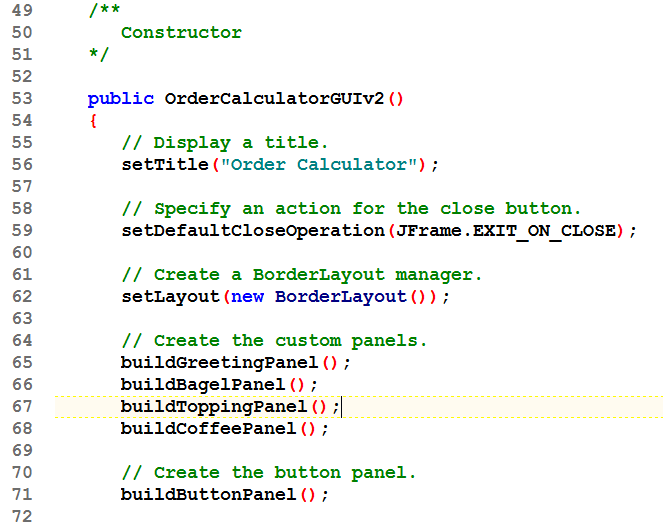 49 /**
50 Constructor
51 */
52
53 public OrderCalculatorGUIv2()
54 {
55 // Display a title.
56 setTitle("Order Calculator");
57
58 // Specify an action for the close button.
59 setDefaultCloseOperation(JFrame.EXIT_ON_CLOSE);
60
61 // Create a BorderLayout manager.
62 setLayout(new BorderLayout());
63
64 // Create the custom panels.
65 buildGreetingPanel();
66 buildBagelPanel();
67 buildToppingPanel();
68 buildCoffeePanel();
69
70 // Create the button panel.
71 buildButtonPanel();
72